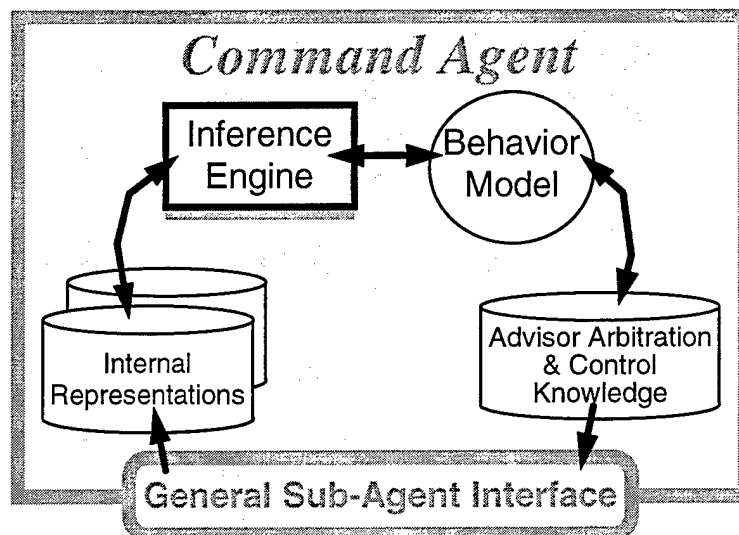 Command Agent
Inference
Engine
Behavior
Model
Internal
Representations
Advisor Arbitration
& Control
Knowledge
General Sub-Agent Interface